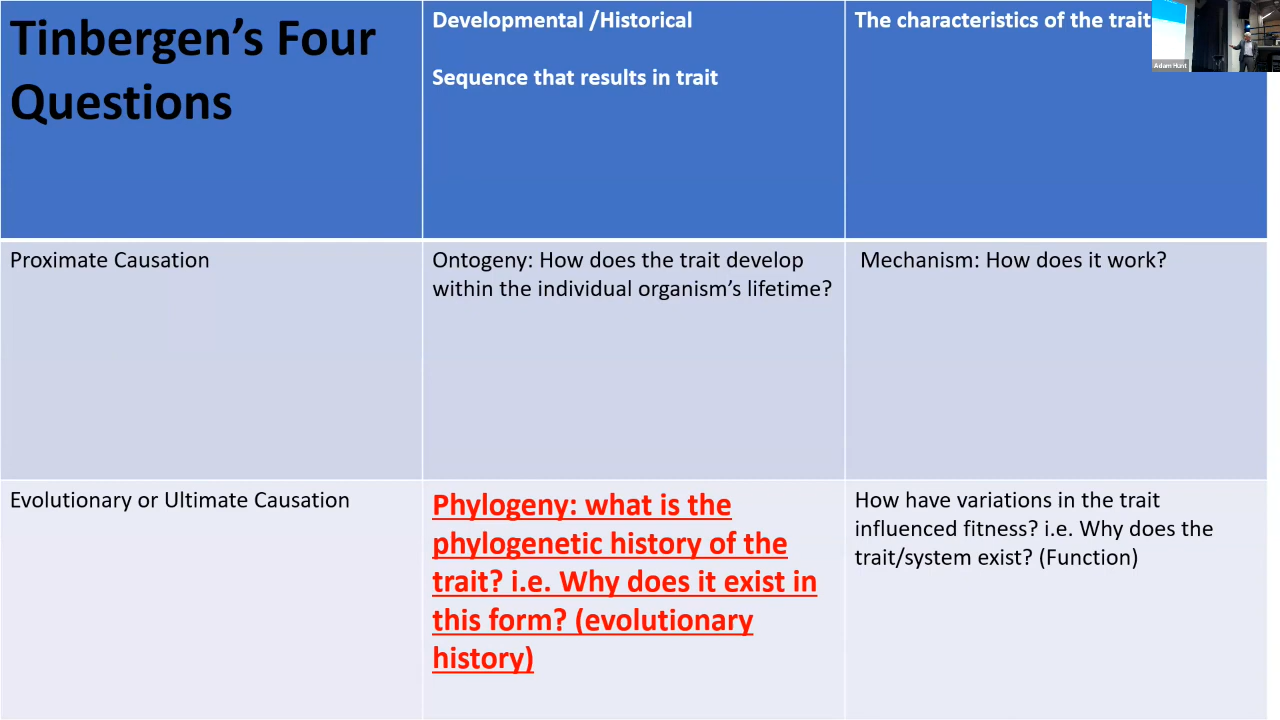 Tinbergen’s Four
Questions
Developmental /Historical
Sequence that results in trait
The characteristics of the trait
Adam Hunt
Proximate Causation
Ontogeny: How does the trait develop
within the individual organism’s lifetime?
Mechanism: How does it work?
Evolutionary or Ultimate Causation
Phylogeny: what is the
phylogenetic history of the
trait? i.e. Why does it exist in
this form? (evolutionary
history)
How have variations in the trait
influenced fitness? i.e. Why does the
trait/system exist? (Function)